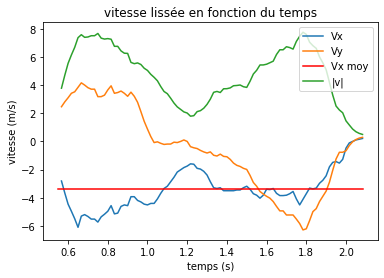 vitesse lissée en fonction du temps
vitesse (m/s)
8
6
4
2
0
−2
−4
−6
0.6 0.8 1.0 1.2 1.4 1.6 1.8 2.0
temps (s)
Vx
Vy
Vx moy
|v|